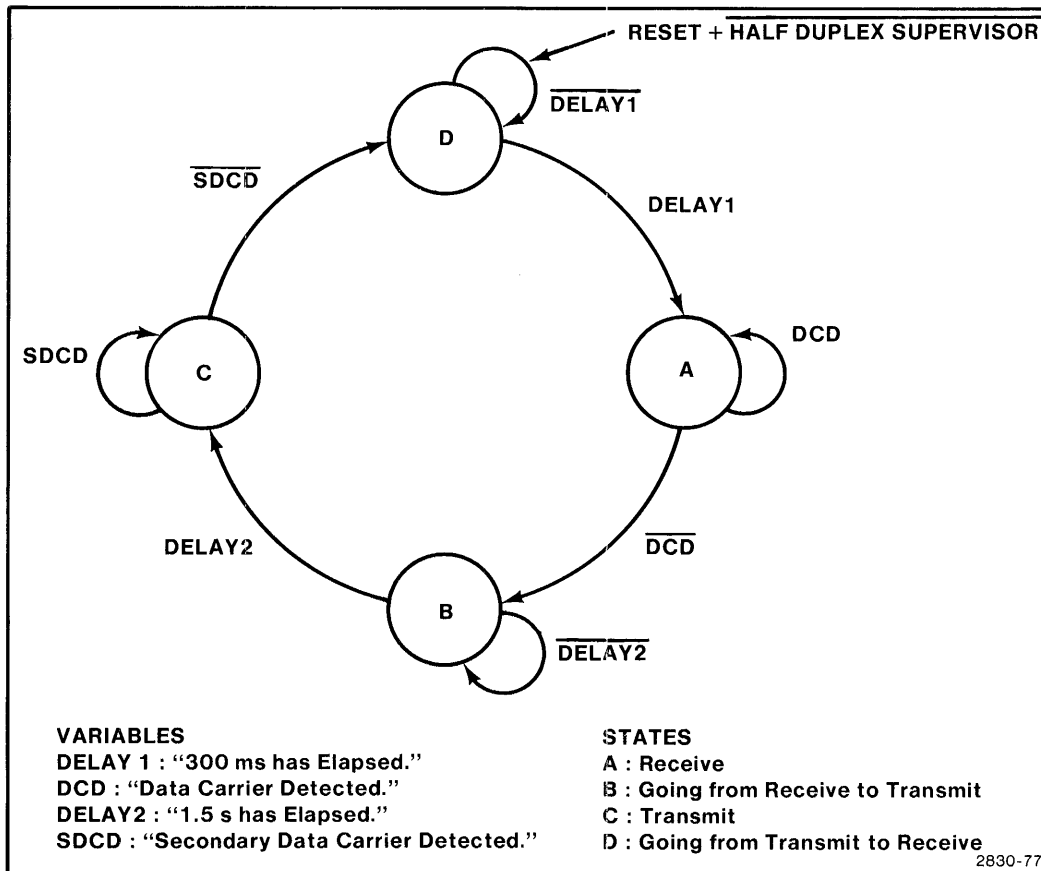 RESET + HALF DUPLEX SUPERVISOR
DELAY1
D
SDCD
DELAY1
SDCD
C
DCD
A
DELAY2
DCD
B
DELAY2
VARIABLES
DELAY 1 : “300 ms has Elapsed.”
DCD : “Data Carrier Detected.”
DELAY2 : “1.5 s has Elapsed.”
SDCD : “Secondary Data Carrier Detected.”
STATES
A : Receive
B : Going from Receive to Transmit
C : Transmit
D : Going from Transmit to Receive
2830-77